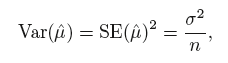 Var(μ̂) = SE(μ̂)² = σ²/n,